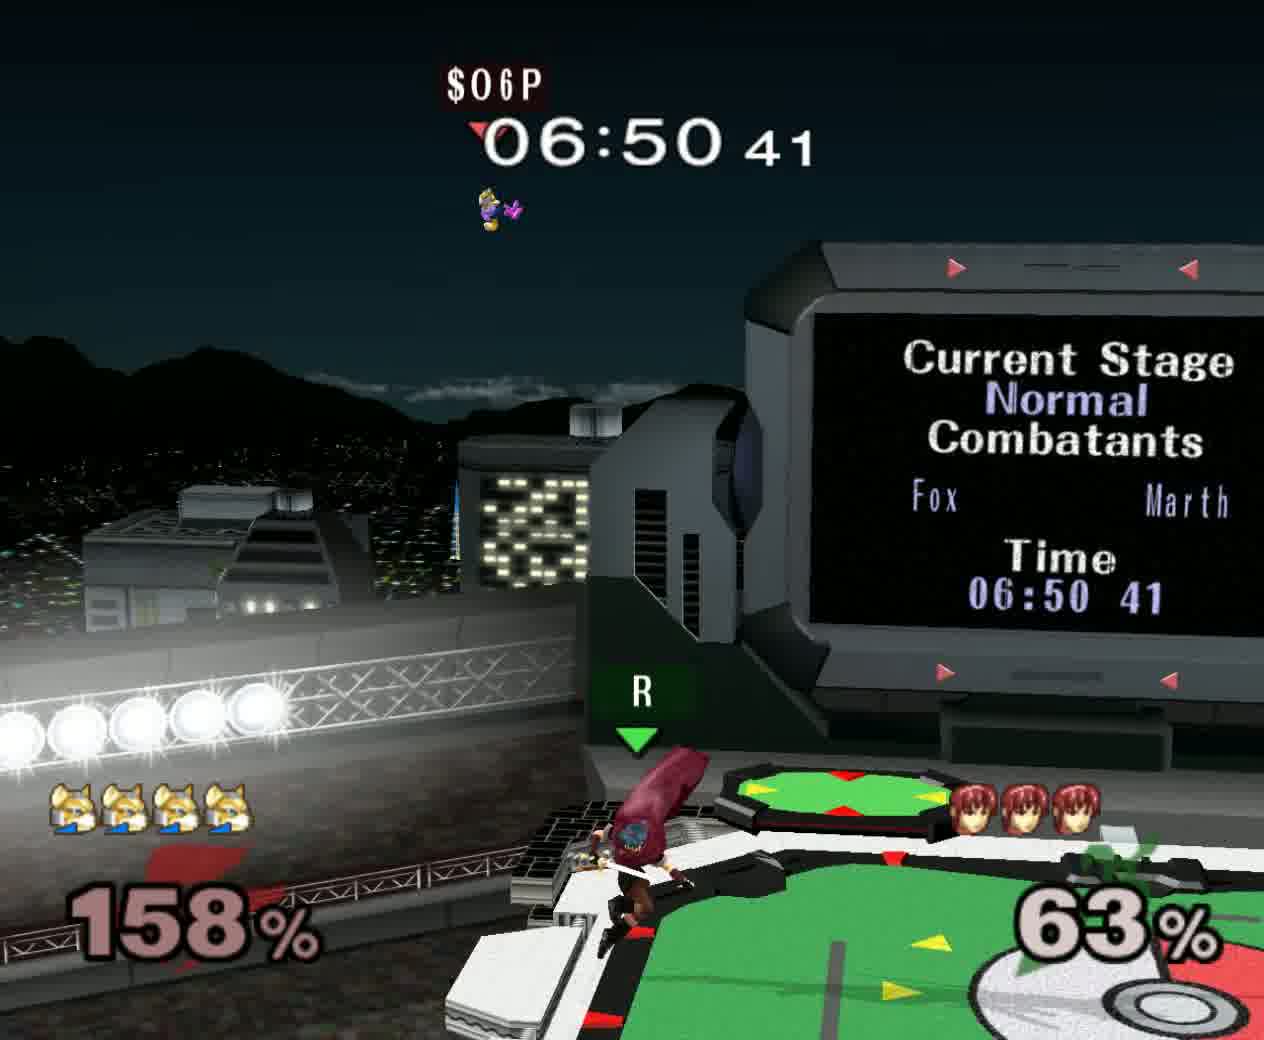 $06P
06:50 41
Current Stage
Normal
Combatants
Fox Marth
Time
06:50 41
R
158%
63%